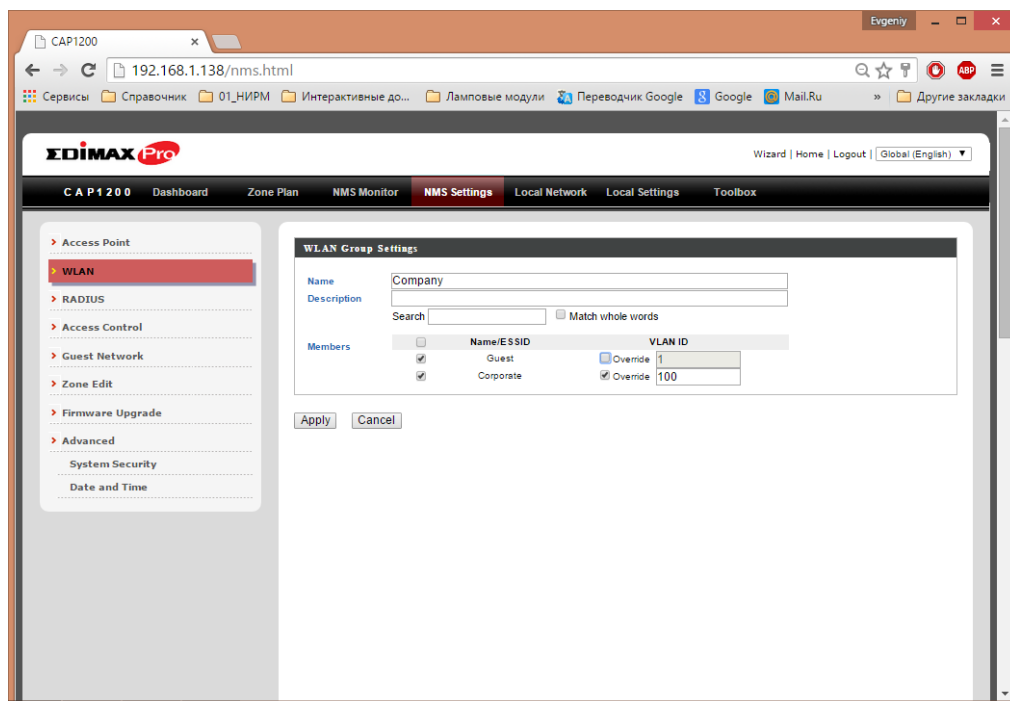 Evgeniy
CAP1200
192.168.1.138/nms.html
ABP
Сервисы Справочник 01_НИРМ Интерактивные до... Ламповые модули Переводчик Google Google Mail.Ru » Другие закладки
EDIMAX Pro
Wizard | Home | Logout | Global (English)
CAP1200 Dashboard Zone Plan NMS Monitor NMS Settings Local Network Local Settings Toolbox
Access Point
WLAN
RADIUS
Access Control
Guest Network
Zone Edit
Firmware Upgrade
Advanced
System Security
Date and Time
WLAN Group Settings
Name Company
Description
Search Match whole words
Members Name/ESSID VLAN ID
Guest Override 1
Corporate Override 100
Apply Cancel